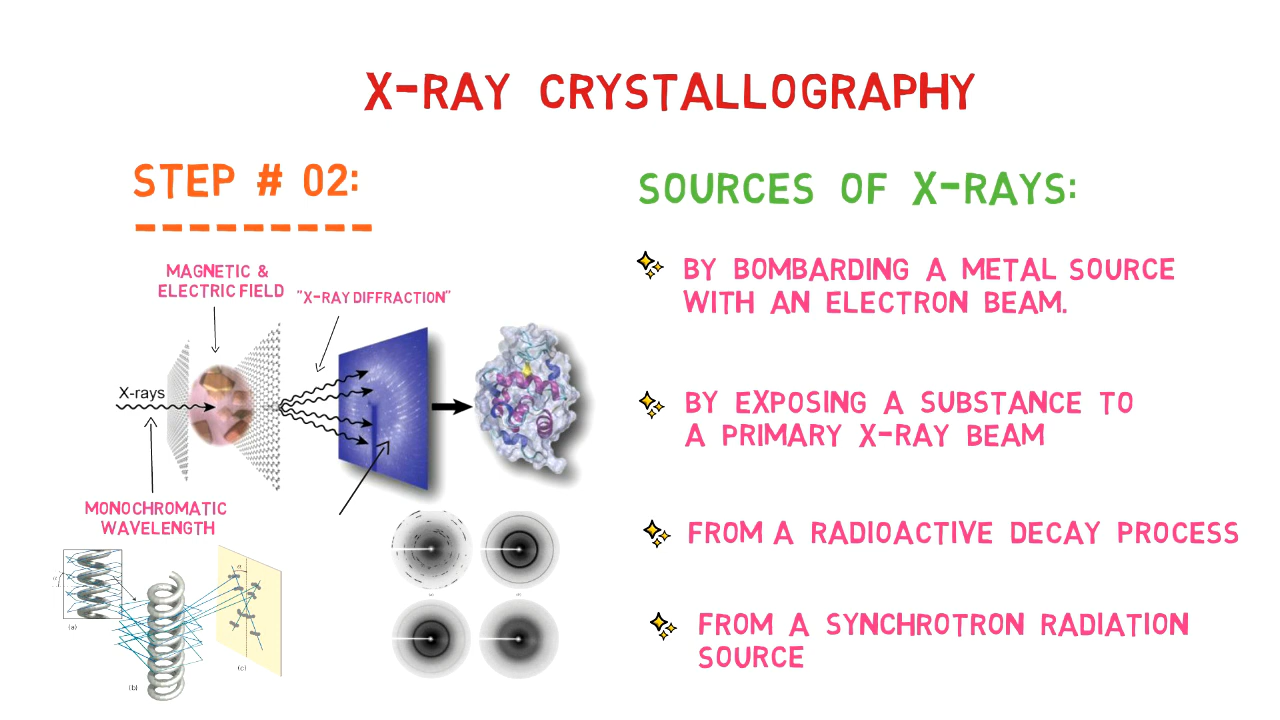 X-RAY CRYSTALLOGRAPHY
STEP # 02:
MAGNETIC &
ELECTRIC FIELD
"X-RAY DIFFRACTION"
X-rays
MONOCHROMATIC
WAVELENGTH
(a)
(b)
(c)
SOURCES OF X-RAYS:
BY BOMBARDING A METAL SOURCE
WITH AN ELECTRON BEAM.
BY EXPOSING A SUBSTANCE TO
A PRIMARY X-RAY BEAM
FROM A RADIOACTIVE DECAY PROCESS
FROM A SYNCHROTRON RADIATION
SOURCE